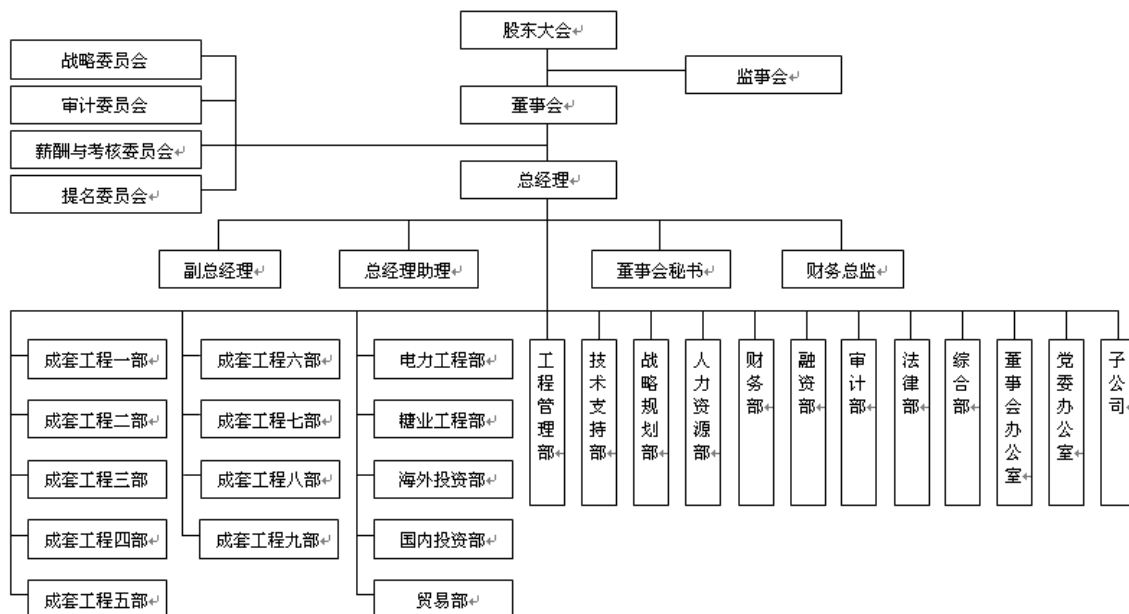 股东大会
战略委员会
监事会
审计委员会
董事会
薪酬与考核委员会
总经理
提名委员会
副总经理
总经理助理
董事会秘书
财务总监
成套工程一部
成套工程二部
成套工程三部
成套工程四部
成套工程五部
成套工程六部
成套工程七部
成套工程八部
成套工程九部
电力工程部
糖业工程部
海外投资部
国内投资部
贸易部
工程管理部
技术支持部
战略规划部
人力资源部
财务部
融资部
审计部
法律部
综合部
董事会办公室
党委办公室
子公司